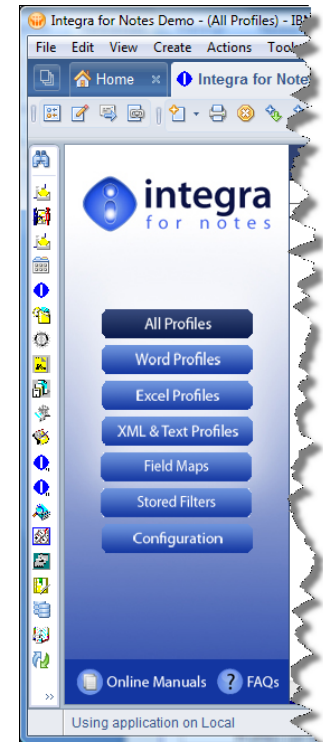 Integra for Notes Demo - (All Profiles) - IB
File Edit View Create Actions
Home Integra for Note
integra
for notes
All Profiles
Word Profiles
Excel Profiles
XML & Text Profiles
Field Maps
Stored Filters
Configuration
Online Manuals ? FAQs
Using application on Local